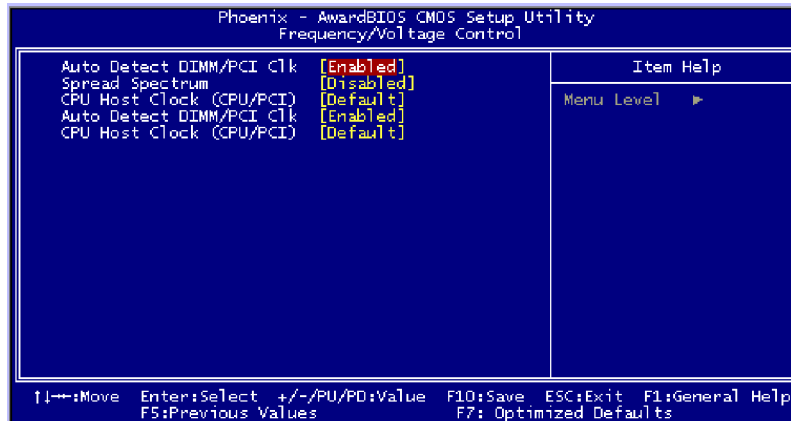 Phoenix - AwardBIOS CMOS Setup Utility
Frequency/Voltage Control
Auto Detect DIMM/PCI Clk [Enabled]
Spread Spectrum [Disabled]
CPU Host Clock (CPU/PCI) [Default]
Auto Detect DIMM/PCI Clk [Enabled]
CPU Host Clock (CPU/PCI) [Default]
Item Help
Menu Level ►
↑↓→←:Move Enter:Select +/-/PU/PD:Value F10:Save ESC:Exit F1:General Help
F5:Previous Values F7: Optimized Defaults